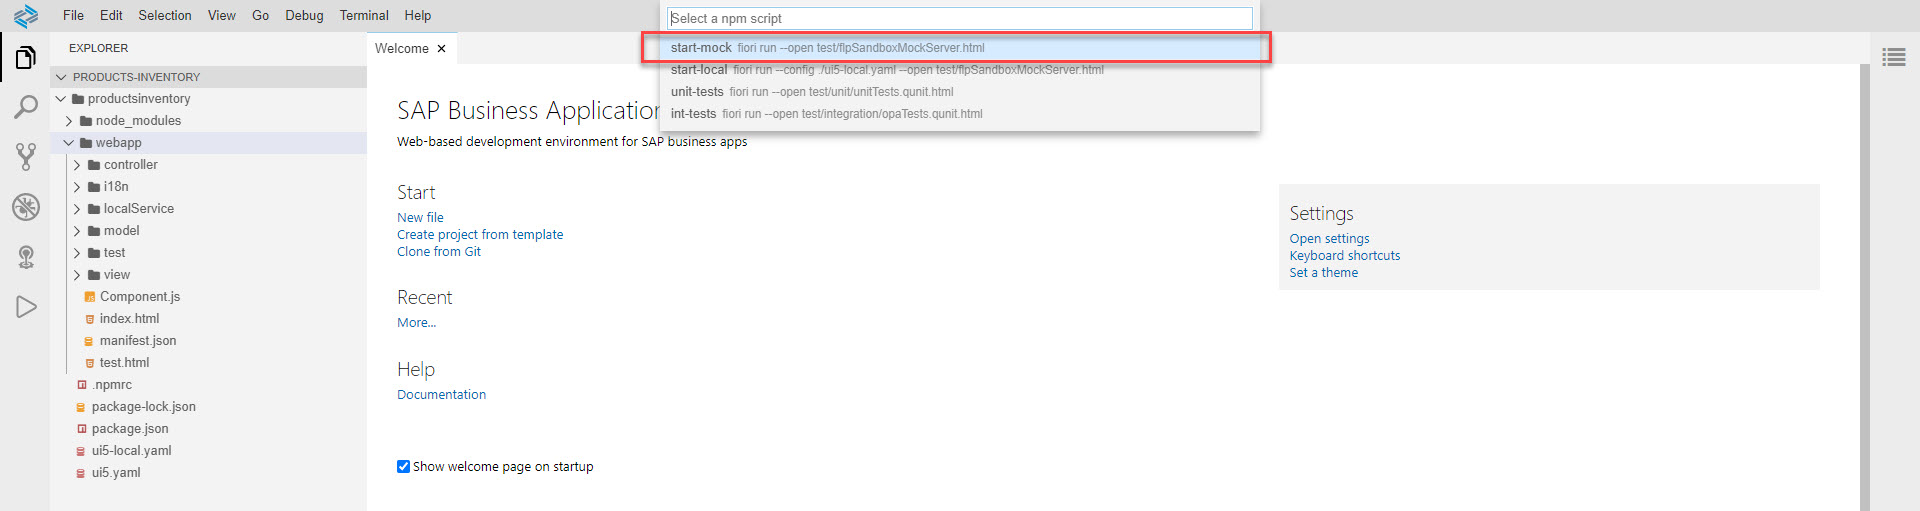 File Edit Selection View Go Debug Terminal Help
Select a npm script
start-mock fiori run --open test/flpSandboxMockServer.html
start-local fiori run --config ./ui5-local.yaml --open test/flpSandboxMockServer.html
unit-tests fiori run --open test/unit/unitTests.qunit.html
int-tests fiori run --open test/integration/opaTests.qunit.html
EXPLORER
PRODUCTS-INVENTORY
productsinventory
node_modules
webapp
controller
i18n
localService
model
test
view
Component.js
index.html
manifest.json
test.html
.npmrc
package-lock.json
package.json
ui5-local.yaml
ui5.yaml
Welcome
SAP Business Application
Web-based development environment for SAP business apps
Start
New file
Create project from template
Clone from Git
Recent
More...
Help
Documentation
Show welcome page on startup
Settings
Open settings
Keyboard shortcuts
Set a theme